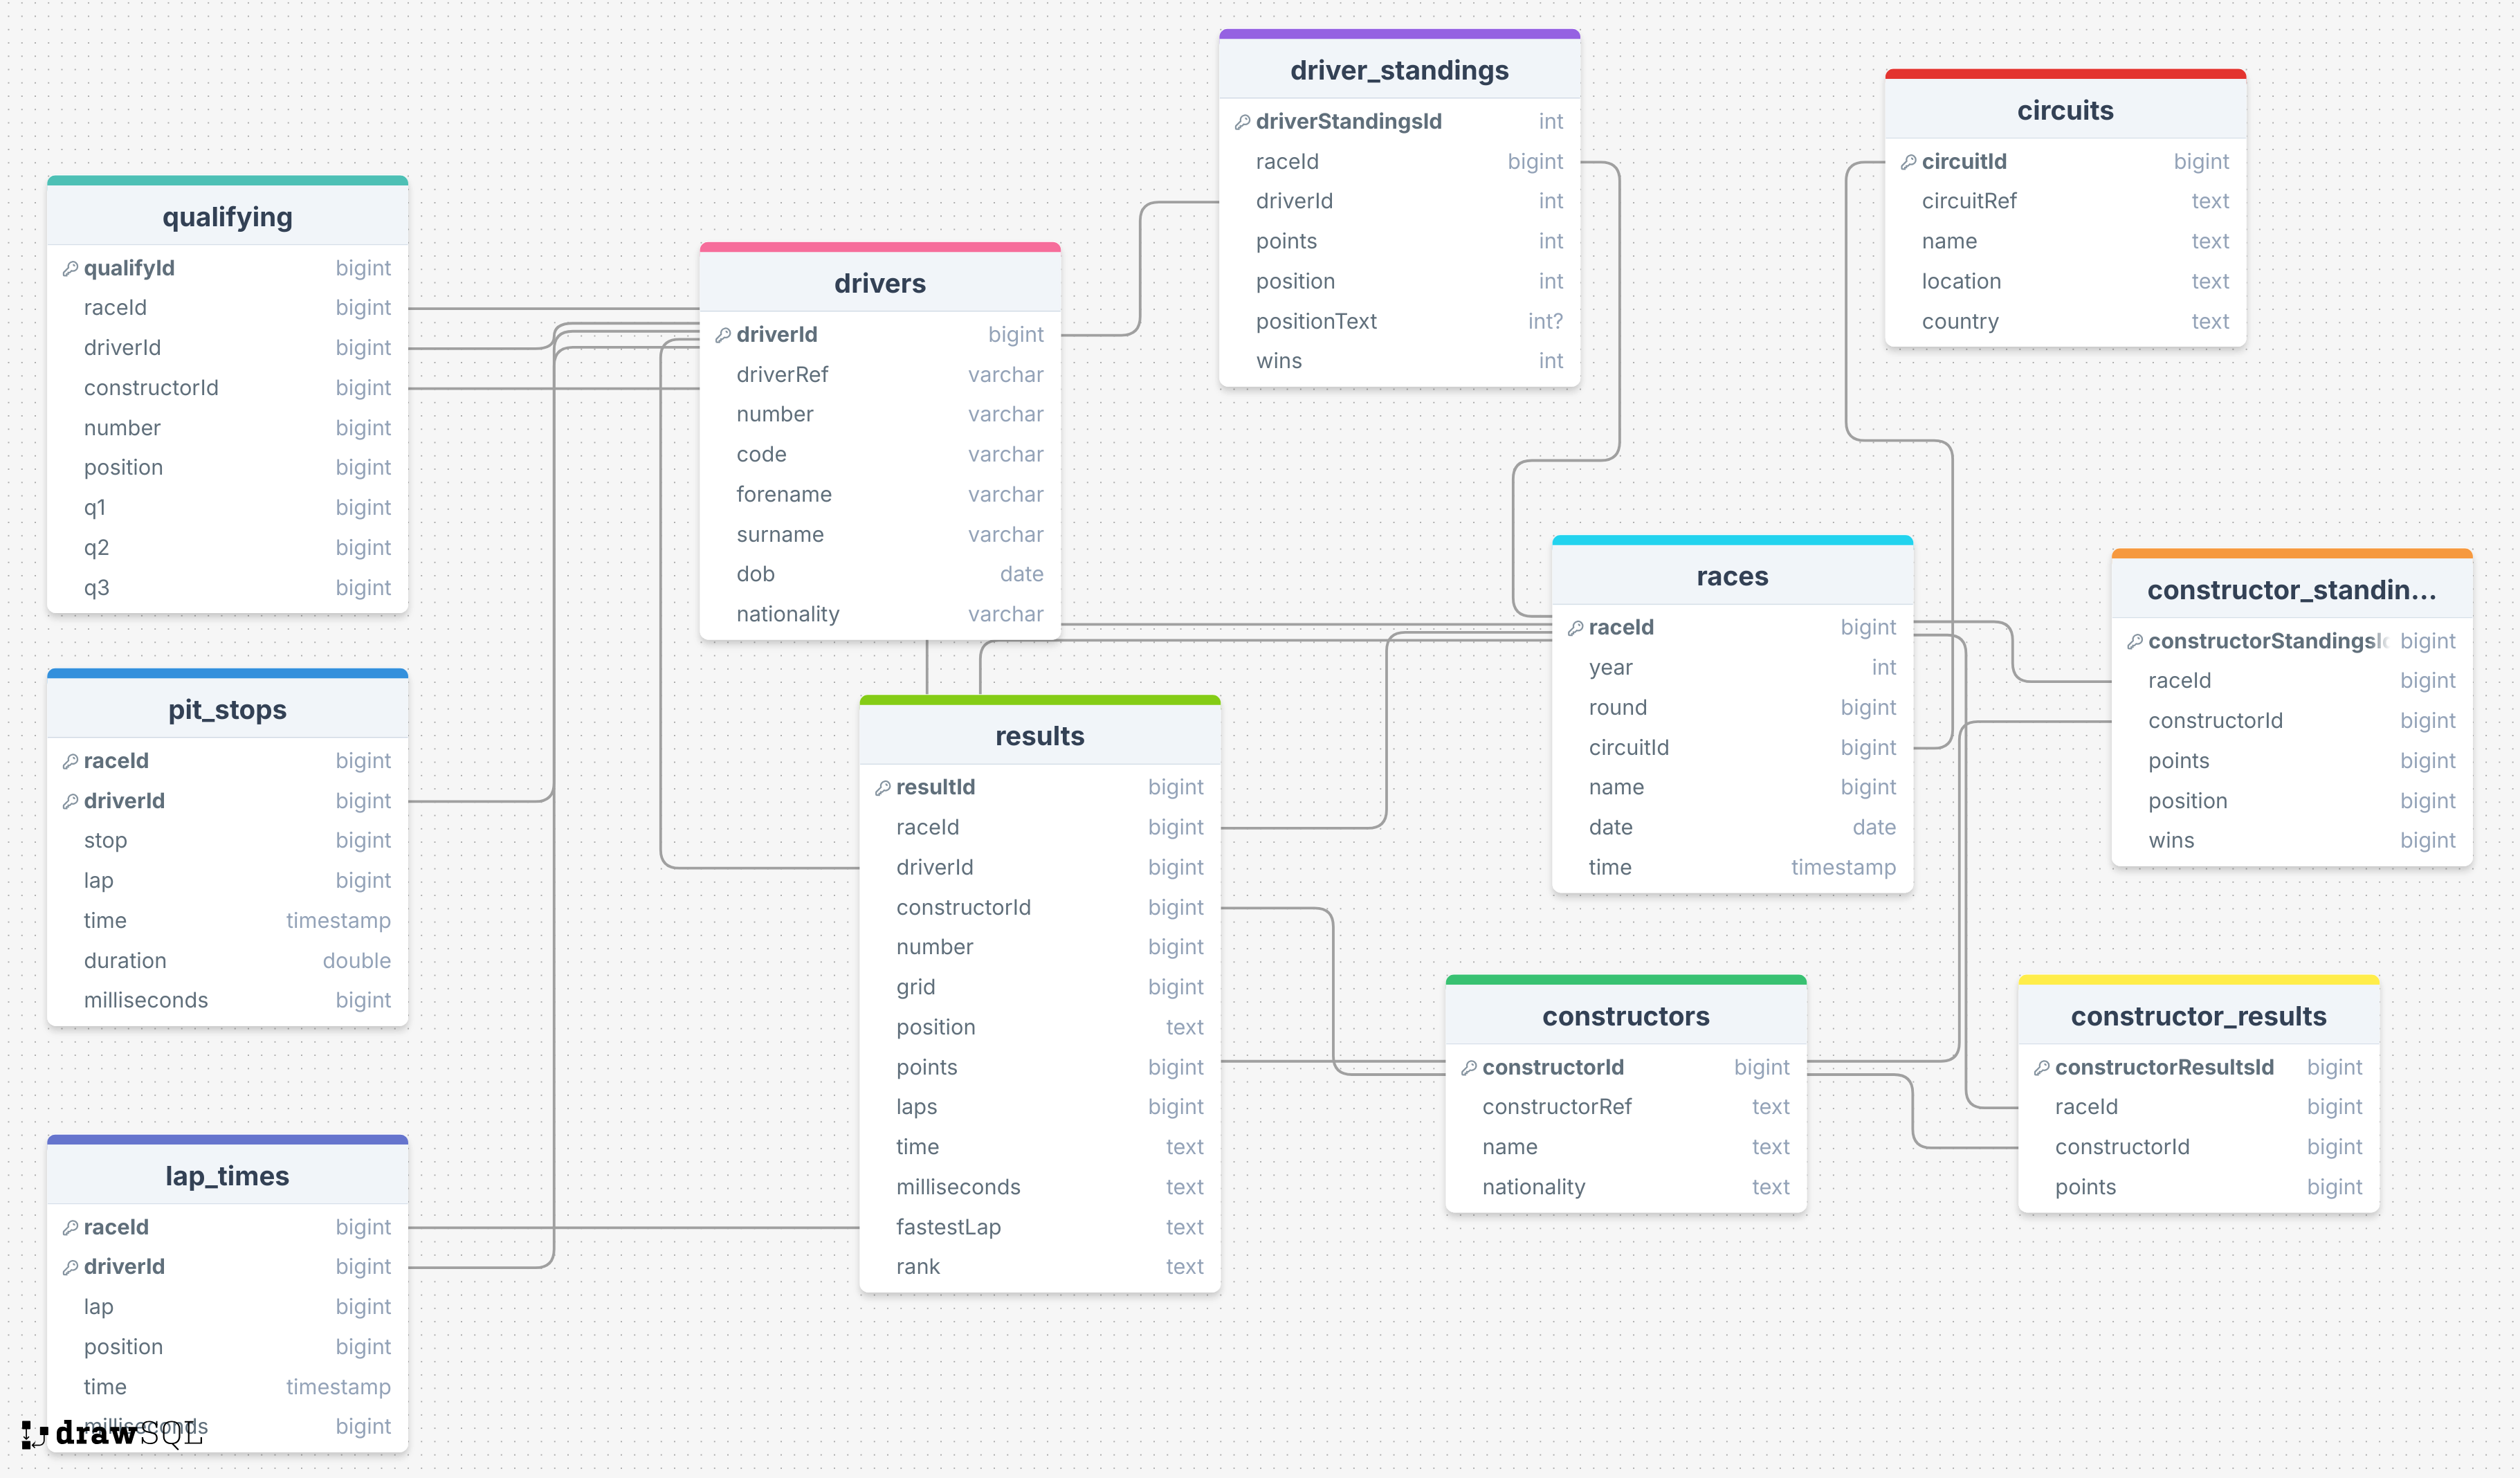 driver_standings
driverStandingsId int
raceId bigint
driverId int
points int
position int
positionText int?
wins int
circuits
circuitId bigint
circuitRef text
name text
location text
country text
qualifying
qualifyId bigint
raceId bigint
driverId bigint
constructorId bigint
number bigint
position bigint
q1 bigint
q2 bigint
q3 bigint
drivers
driverId bigint
driverRef varchar
number varchar
code varchar
forename varchar
surname varchar
dob date
nationality varchar
races
raceId bigint
year int
round bigint
circuitId bigint
name bigint
date date
time timestamp
constructor_standin...
constructorStandingsId bigint
raceId bigint
constructorId bigint
points bigint
position bigint
wins bigint
pit_stops
raceId bigint
driverId bigint
stop bigint
lap bigint
time timestamp
duration double
milliseconds bigint
results
resultId bigint
raceId bigint
driverId bigint
constructorId bigint
number bigint
grid bigint
position text
points bigint
laps bigint
time text
milliseconds text
fastestLap text
rank text
constructors
constructorId bigint
constructorRef text
name text
nationality text
constructor_results
constructorResultsId bigint
raceId bigint
constructorId bigint
points bigint
lap_times
raceId bigint
driverId bigint
lap bigint
position bigint
time timestamp
milliseconds bigint
drawSQL